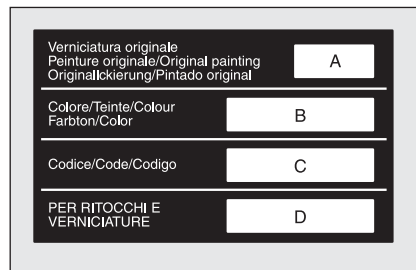 Verniciatura originale
Peinture originale/Original painting
Originallckierung/Pintado original
A
Colore/Teinte/Colour
Farbton/Color
B
Codice/Code/Codigo
C
PER RITOCCHI E
VERNICIATURE
D